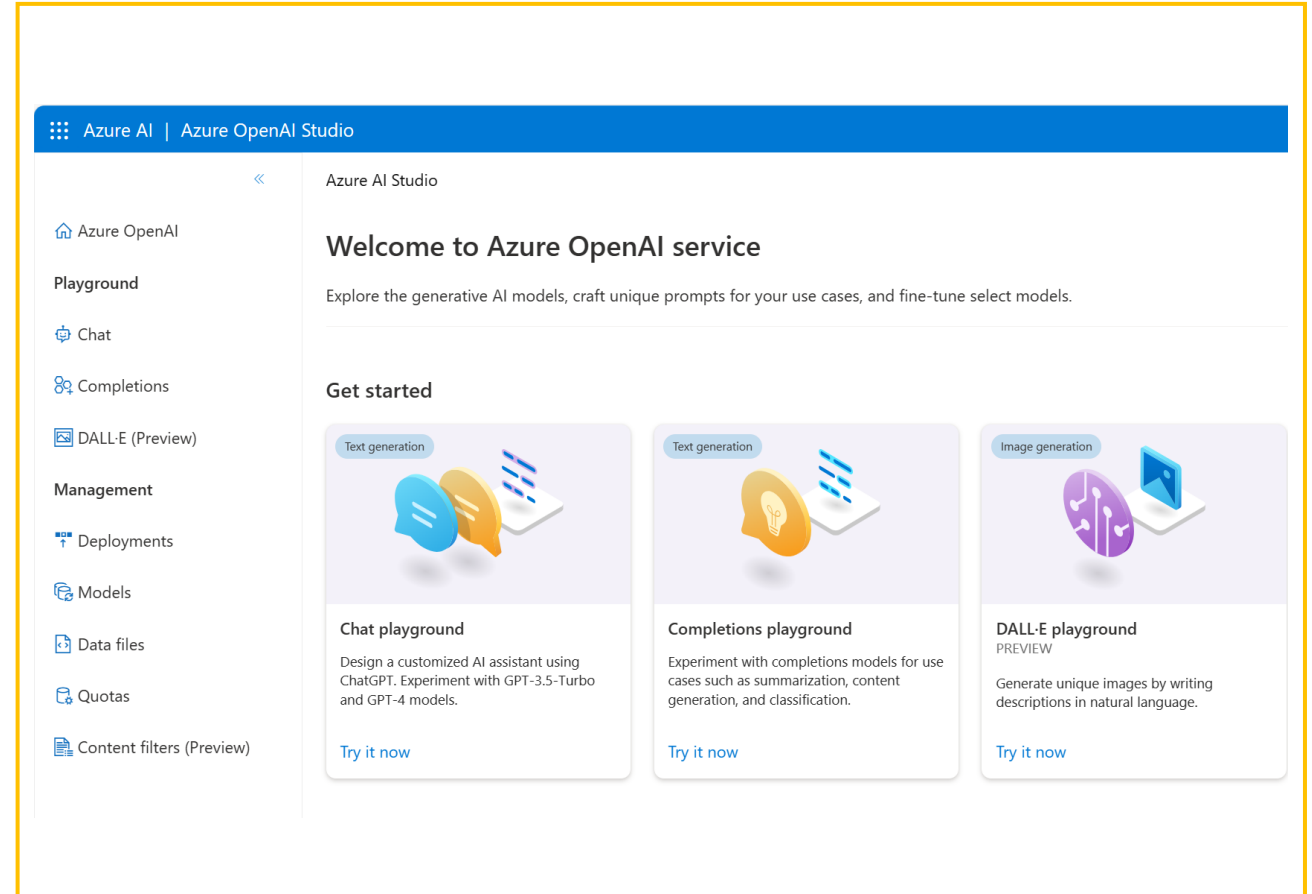 Azure AI | Azure OpenAI Studio
Azure OpenAI
Playground
Chat
Completions
DALL·E (Preview)
Management
Deployments
Models
Data files
Quotas
Content filters (Preview)
Azure AI Studio
Welcome to Azure OpenAI service
Explore the generative AI models, craft unique prompts for your use cases, and fine-tune select models.
Get started
Text generation
Chat playground
Design a customized AI assistant using
ChatGPT. Experiment with GPT-3.5-Turbo
and GPT-4 models.
Try it now
Text generation
Completions playground
Experiment with completions models for use
cases such as summarization, content
generation, and classification.
Try it now
Image generation
DALL·E playground
PREVIEW
Generate unique images by writing
descriptions in natural language.
Try it now